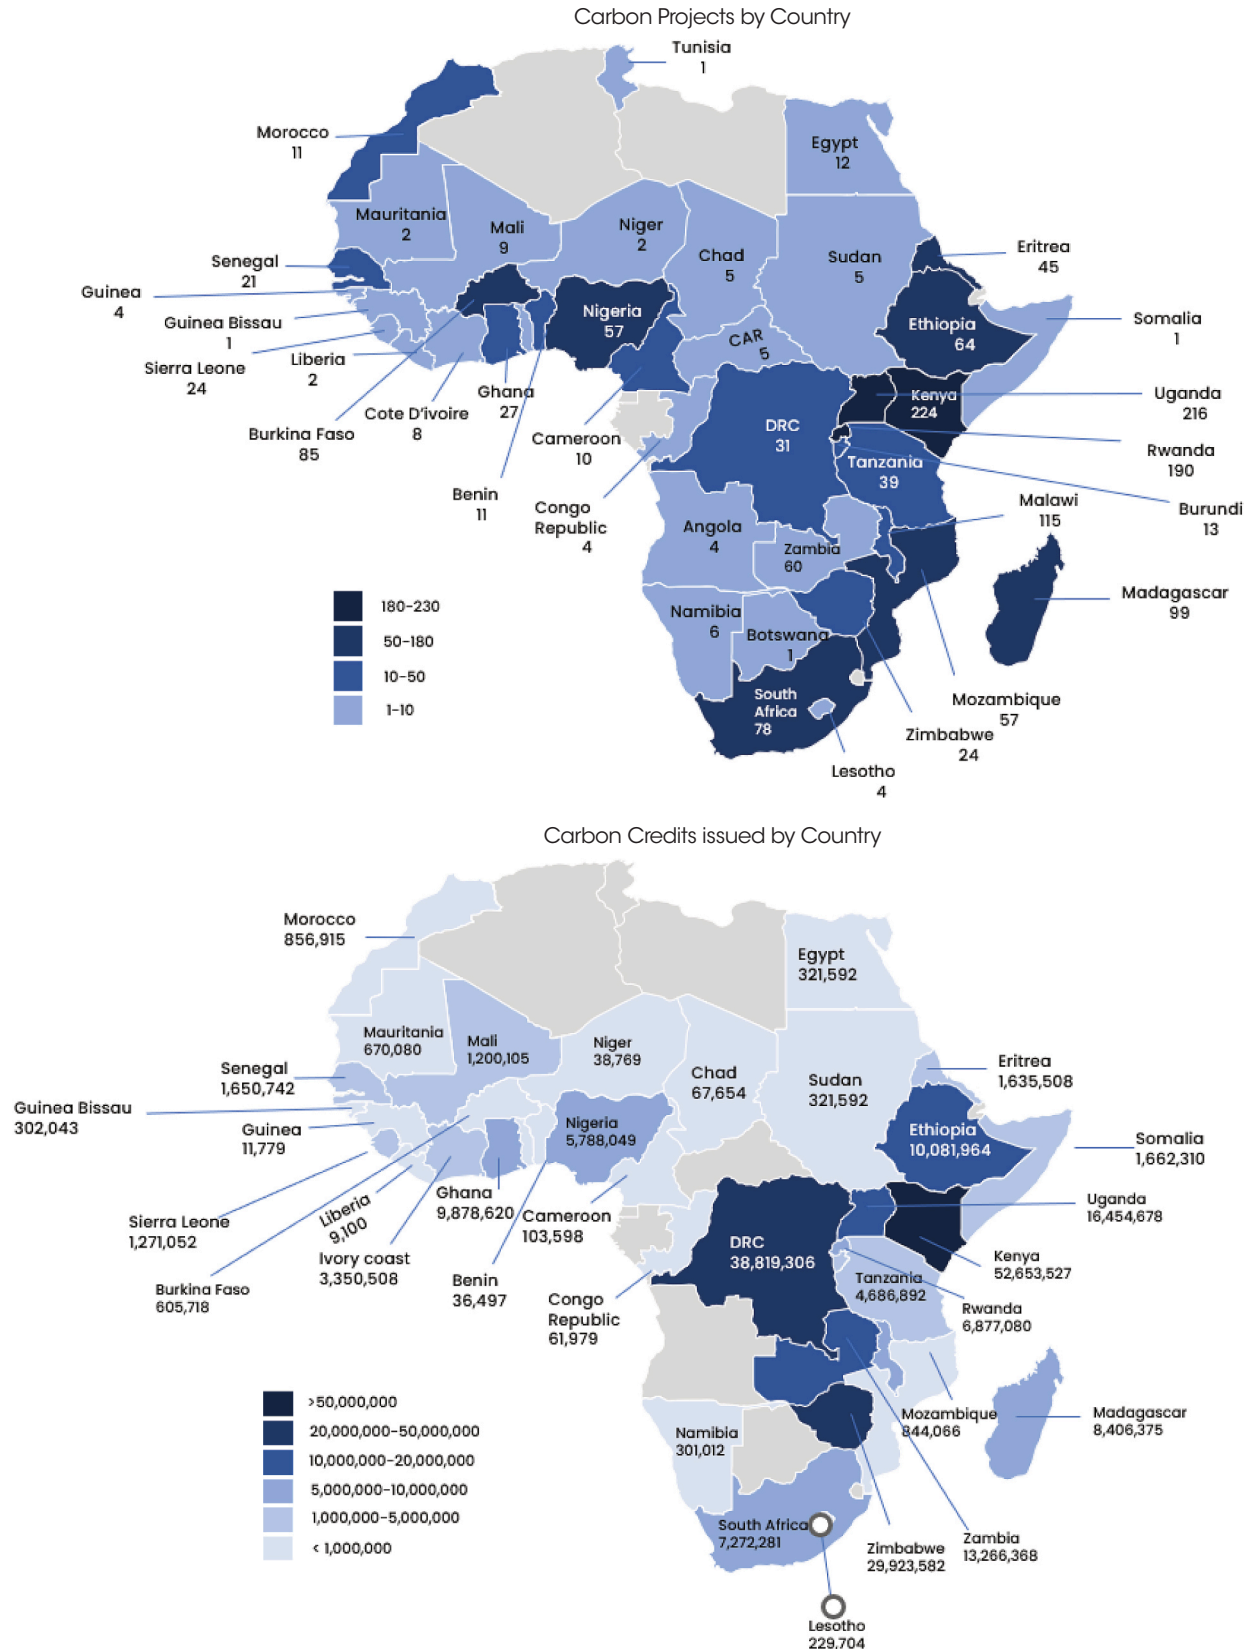 Carbon Projects by Country
Tunisia
1
Morocco
11
Egypt
12
Mauritania
2
Mali
9
Niger
2
Chad
5
Sudan
5
Eritrea
45
Senegal
21
Guinea
4
Guinea Bissau
1
Sierra Leone
24
Liberia
2
Nigeria
57
CAR
5
Ethiopia
64
Somalia
1
Burkina Faso
85
Cote D'ivoire
8
Ghana
27
Cameroon
10
Benin
11
Congo
Republic
4
DRC
31
Kenya
224
Uganda
216
Rwanda
190
Tanzania
39
Burundi
13
Malawi
115
Angola
4
Zambia
60
Madagascar
99
Namibia
6
Botswana
1
South
Africa
78
Mozambique
57
Zimbabwe
24
Lesotho
4
180-230
50-180
10-50
1-10
Carbon Credits issued by Country
Morocco
856,915
Egypt
321,592
Mauritania
670,080
Mali
1,200,105
Niger
38,769
Chad
67,654
Sudan
321,592
Eritrea
1,635,508
Senegal
1,650,742
Guinea Bissau
302,043
Guinea
11,779
Nigeria
5,788,049
Ethiopia
10,081,964
Somalia
1,662,310
Sierra Leone
1,271,052
Liberia
9,100
Ghana
9,878,620
Cameroon
103,598
Uganda
16,454,678
Burkina Faso
605,718
Ivory coast
3,350,508
Benin
36,497
Congo
Republic
61,979
DRC
38,819,306
Kenya
52,653,527
Tanzania
4,686,892
Rwanda
6,877,080
Mozambique
844,066
Madagascar
8,406,375
Namibia
301,012
South Africa
7,272,281
Zimbabwe
29,923,582
Zambia
13,266,368
Lesotho
229,704
>50,000,000
20,000,000-50,000,000
10,000,000-20,000,000
5,000,000-10,000,000
1,000,000-5,000,000
< 1,000,000